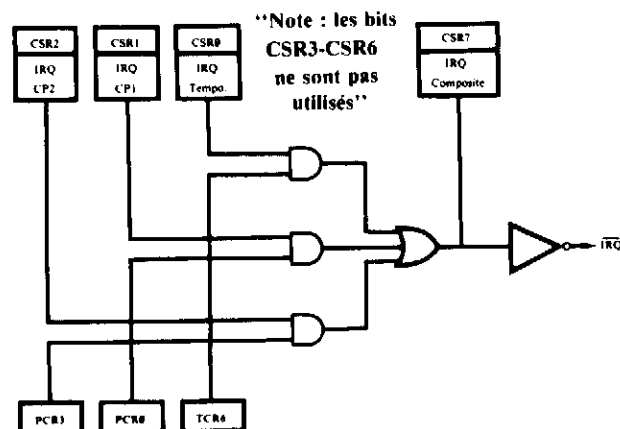 "Note : les bits
CSR3-CSR6
ne sont pas
utilisés"
CSR2
IRQ
CP2
CSR1
IRQ
CP1
CSR0
IRQ
Tempo.
CSR7
IRQ
Composite
IRQ
PCR3
PCR0
TCR6